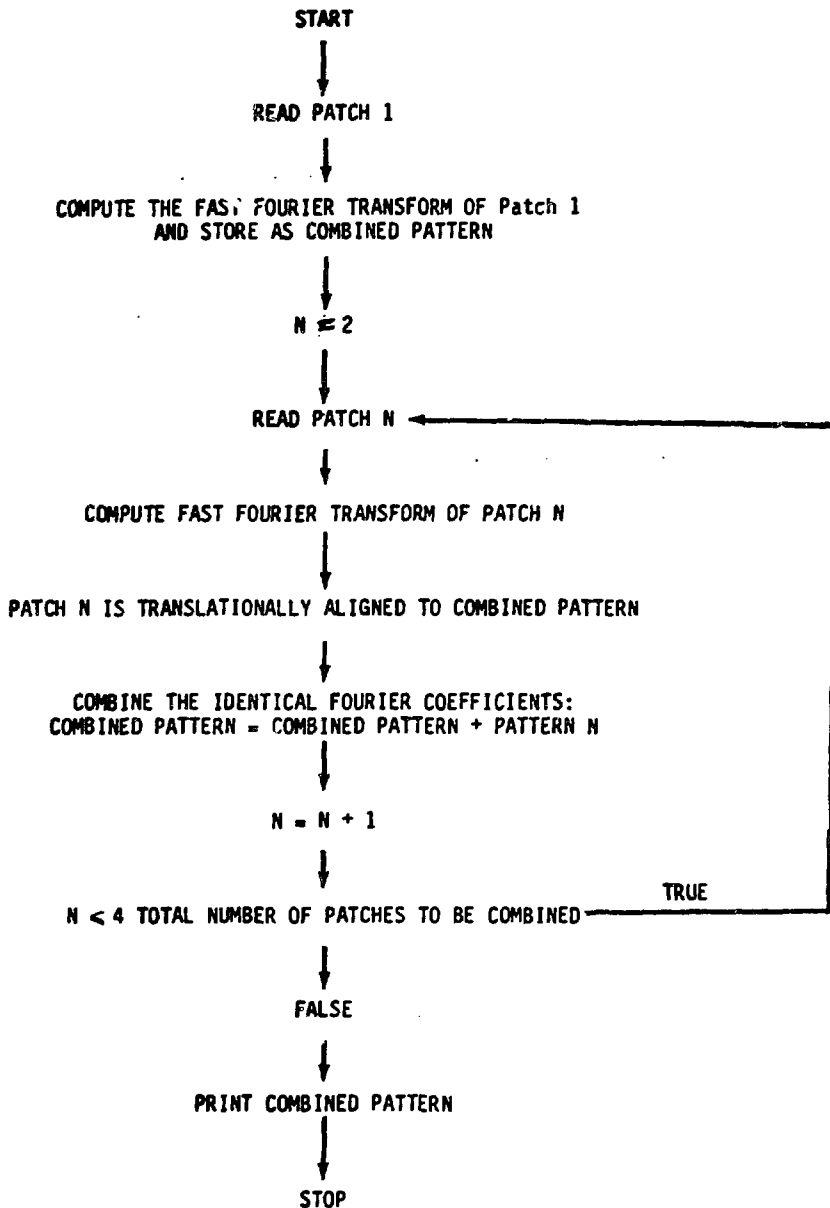 START
READ PATCH 1
COMPUTE THE FAST FOURIER TRANSFORM OF Patch 1
AND STORE AS COMBINED PATTERN
N = 2
READ PATCH N
COMPUTE FAST FOURIER TRANSFORM OF PATCH N
PATCH N IS TRANSLATIONALLY ALIGNED TO COMBINED PATTERN
COMBINE THE IDENTICAL FOURIER COEFFICIENTS:
COMBINED PATTERN = COMBINED PATTERN + PATTERN N
N = N + 1
TRUE
N < 4 TOTAL NUMBER OF PATCHES TO BE COMBINED
FALSE
PRINT COMBINED PATTERN
STOP